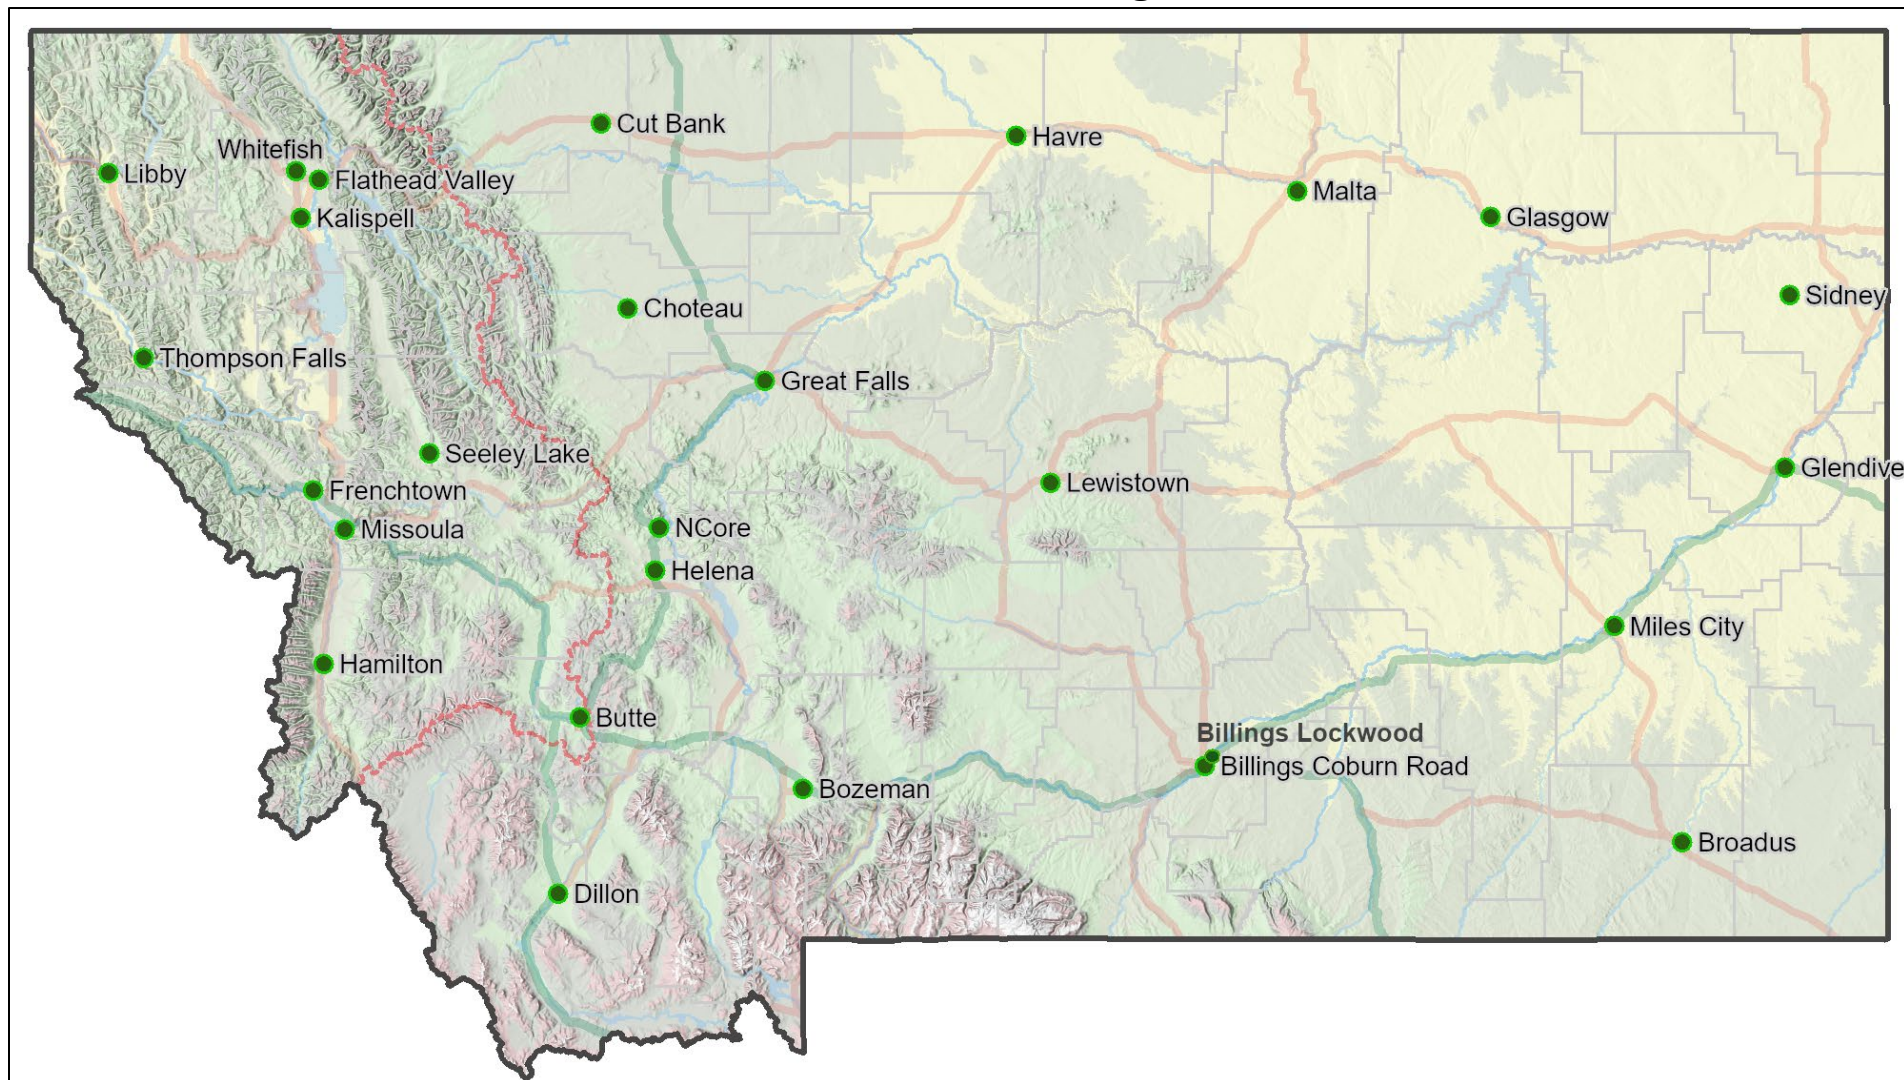 Cut Bank
Havre
Whitefish
Libby
Flathead Valley
Malta
Kalispell
Glasgow
Choteau
Sidney
Thompson Falls
Great Falls
Seeley Lake
Glendive
Lewistown
Frenchtown
NCore
Missoula
Helena
Miles City
Hamilton
Butte
Billings Lockwood
Billings Coburn Road
Bozeman
Broadus
Dillon